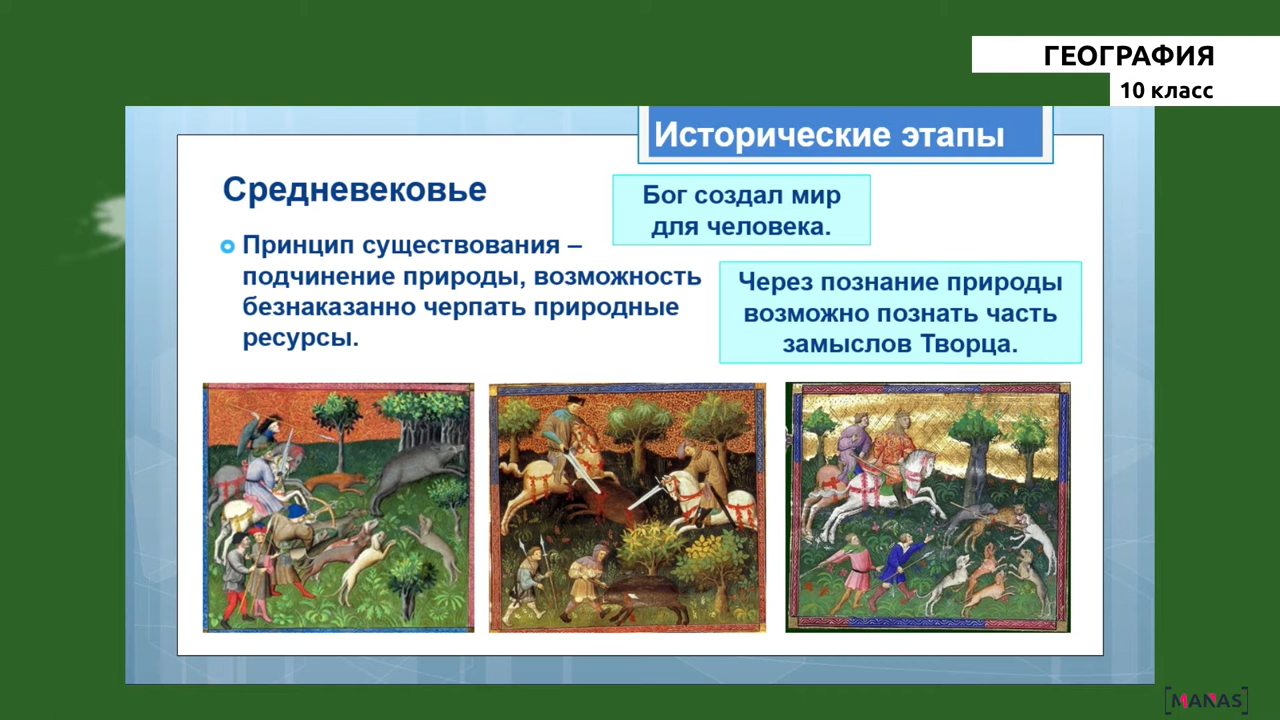 ГЕОГРАФИЯ
10 класс
Исторические этапы
Средневековье
Бог создал мир
для человека.
Принцип существования –
подчинение природы, возможность
безнаказанно черпать природные
ресурсы.
Через познание природы
возможно познать часть
замыслов Творца.
[MANAS]